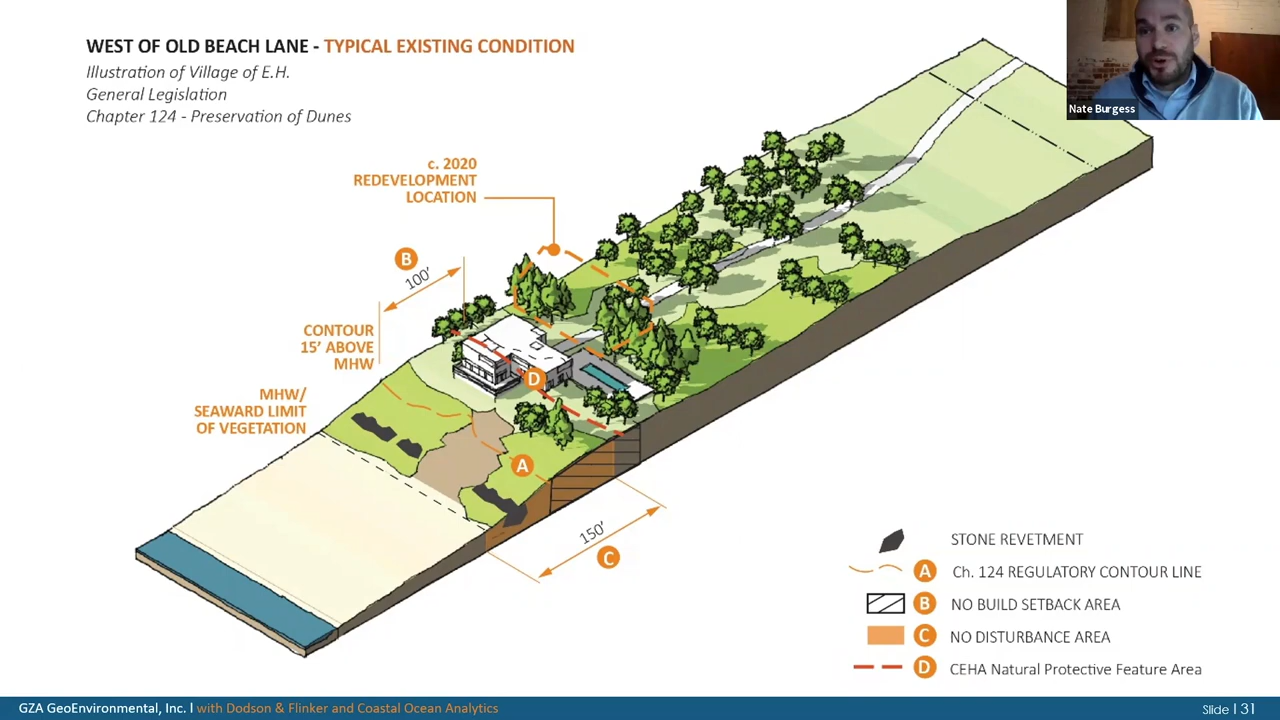 WEST OF OLD BEACH LANE - TYPICAL EXISTING CONDITION
Illustration of Village of E.H.
General Legislation
Chapter 124 - Preservation of Dunes
Nate Burgess
c. 2020
REDEVELOPMENT
LOCATION
B
100'
CONTOUR
15' ABOVE
MHW
MHW/
SEAWARD LIMIT
OF VEGETATION
D
A
150'
C
STONE REVETMENT
A Ch. 124 REGULATORY CONTOUR LINE
B NO BUILD SETBACK AREA
C NO DISTURBANCE AREA
D CEHA Natural Protective Feature Area
GZA GeoEnvironmental, Inc. | with Dodson & Flinker and Coastal Ocean Analytics
Slide | 31